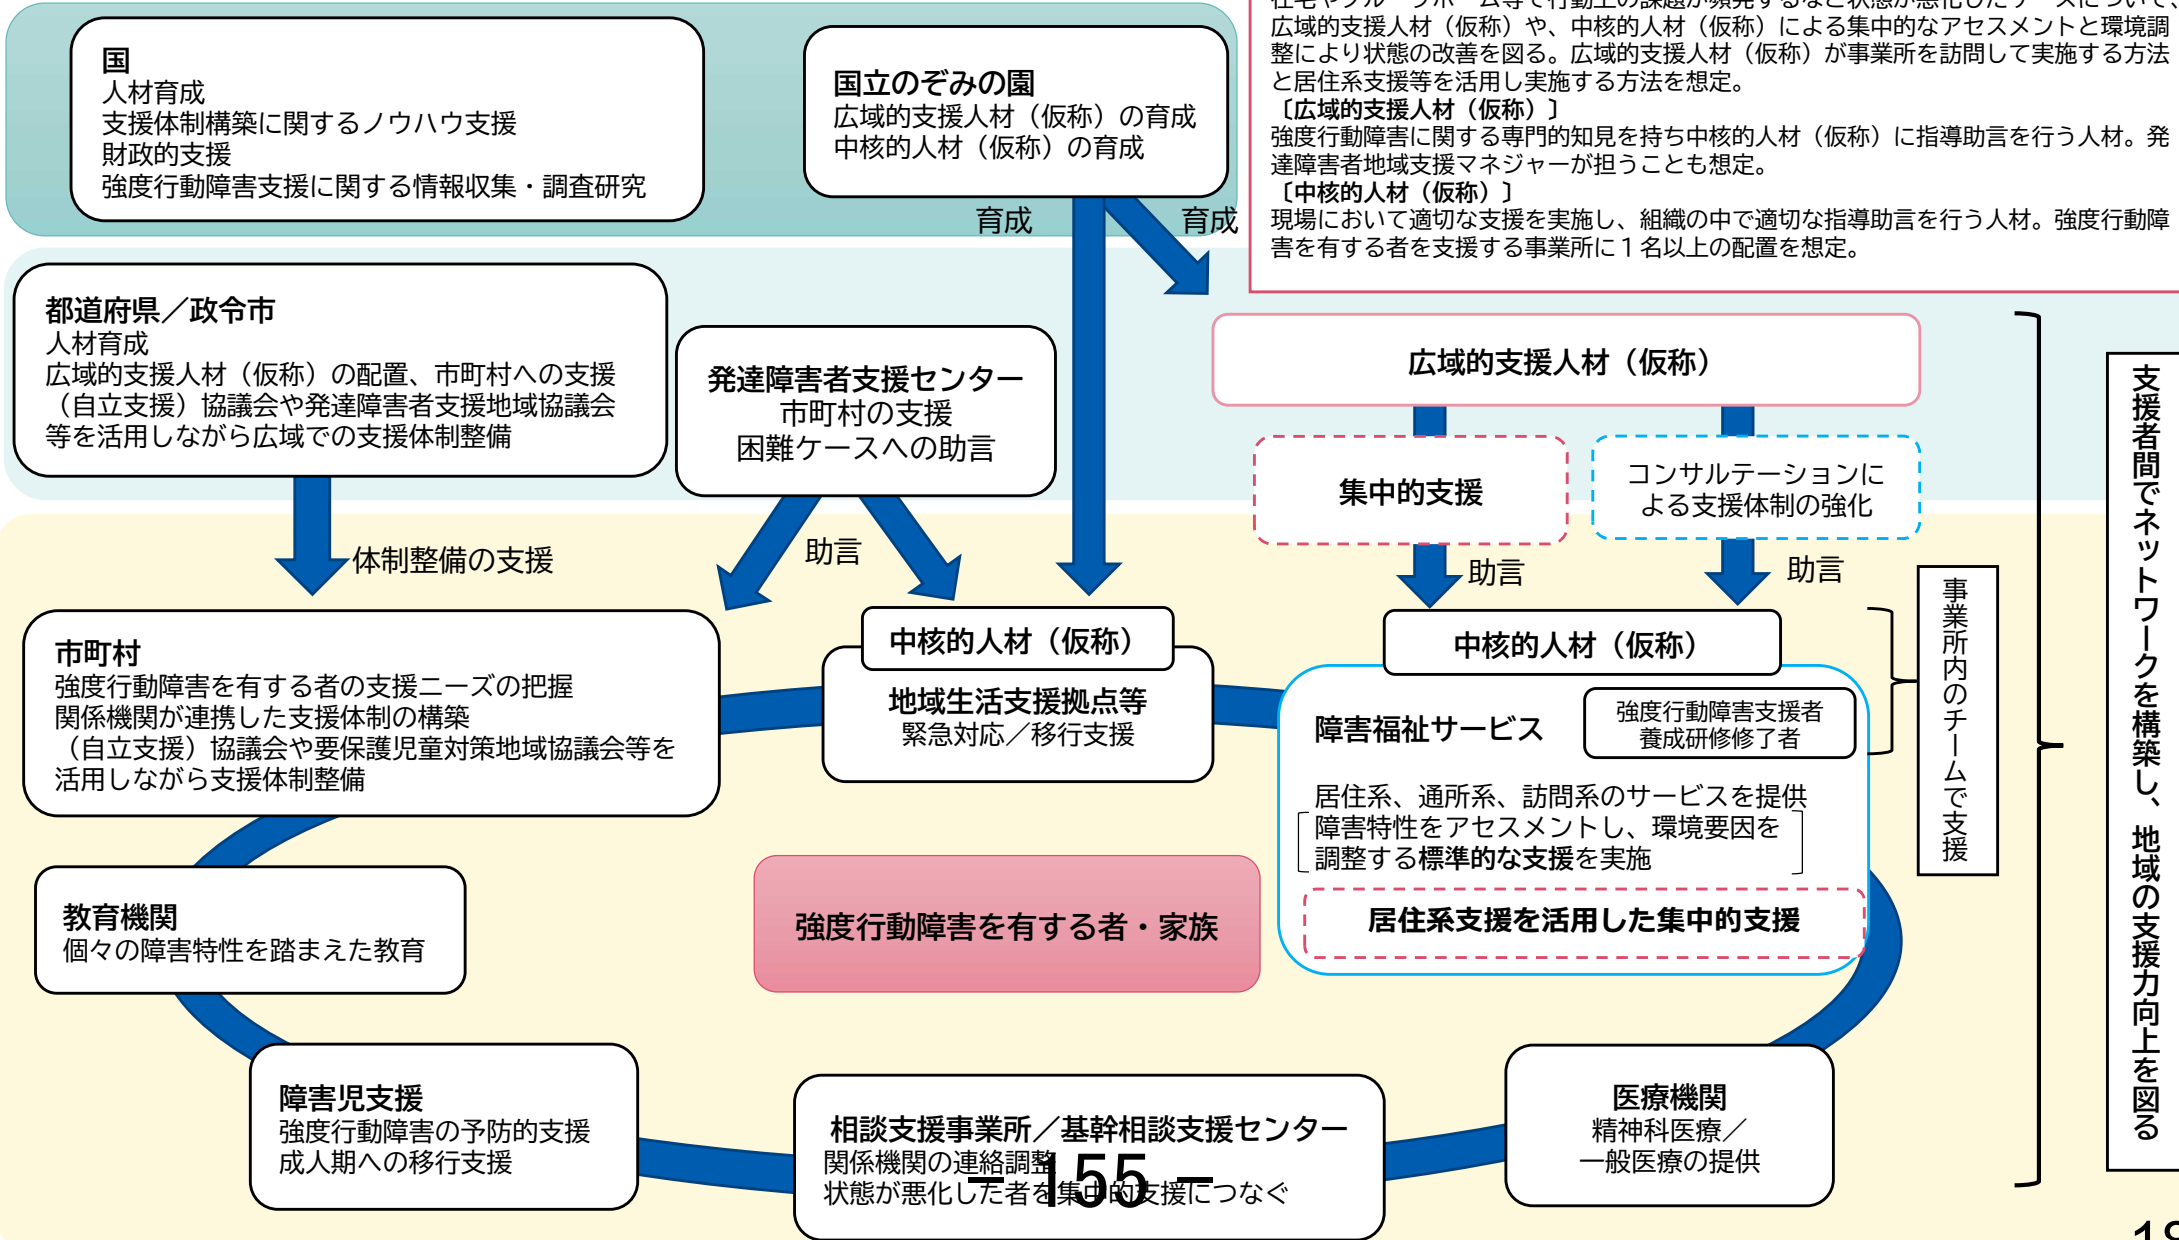 国
人材育成
支援体制構築に関するノウハウ支援
財政的支援
強度行動障害支援に関する情報収集・調査研究
国立のぞみの園
広域的支援人材（仮称）の育成
中核的人材（仮称）の育成
在宅やグループホーム等で行動上の課題が頻発するなど状態が悪化したケースについて、
広域的支援人材（仮称）や、中核的人材（仮称）による集中的なアセスメントと環境調
整により状態の改善を図る。広域的支援人材（仮称）が事業所を訪問して実施する方法
と居住系支援等を活用し実施する方法を想定。
〔広域的支援人材（仮称）〕
強度行動障害に関する専門的知見を持ち中核的人材（仮称）に指導助言を行う人材。発
達障害者地域支援マネジャーが担うことも想定。
〔中核的人材（仮称）〕
現場において適切な支援を実施し、組織の中で適切な指導助言を行う人材。強度行動障
害を有する者を支援する事業所に１名以上の配置を想定。
育成
育成
都道府県／政令市
人材育成
広域的支援人材（仮称）の配置、市町村への支援
（自立支援）協議会や発達障害者支援地域協議会
等を活用しながら広域での支援体制整備
発達障害者支援センター
市町村の支援
困難ケースへの助言
広域的支援人材（仮称）
集中的支援
コンサルテーションに
よる支援体制の強化
体制整備の支援
助言
助言
助言
市町村
強度行動障害を有する者の支援ニーズの把握
関係機関が連携した支援体制の構築
（自立支援）協議会や要保護児童対策地域協議会等を
活用しながら支援体制整備
中核的人材（仮称）
地域生活支援拠点等
緊急対応／移行支援
中核的人材（仮称）
障害福祉サービス
強度行動障害支援者
養成研修修了者
居住系、通所系、訪問系のサービスを提供
障害特性をアセスメントし、環境要因を
調整する標準的な支援を実施
居住系支援を活用した集中的支援
事業所内のチームで支援
支援者間でネットワークを構築し、地域の支援力向上を図る
教育機関
個々の障害特性を踏まえた教育
強度行動障害を有する者・家族
障害児支援
強度行動障害の予防的支援
成人期への移行支援
相談支援事業所／基幹相談支援センター
関係機関の連絡調整
状態が悪化した者を集中的支援につなぐ
－ 155 －
医療機関
精神科医療／
一般医療の提供